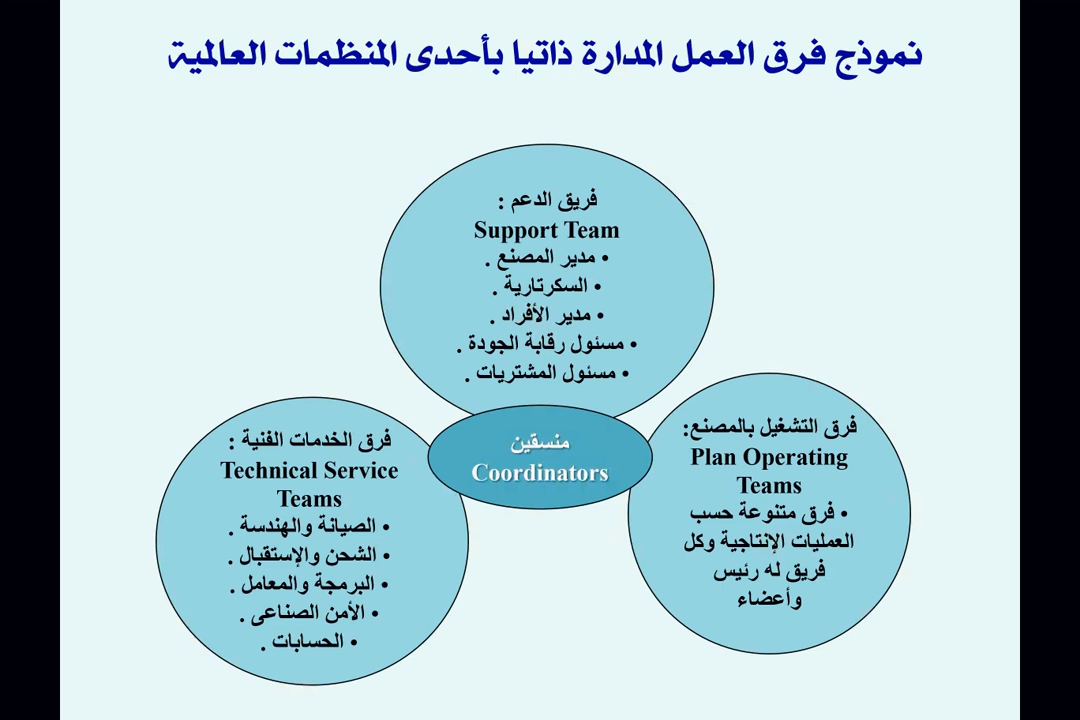 نموذج فرق العمل المدارة ذاتيا بأحدى المنظمات العالمية
فريق الدعم :
Support Team
• مدير المصنع .
• السكرتارية .
• مدير الأفراد .
• مسئول رقابة الجودة .
• مسئول المشتريات .
منسقين
Coordinators
فرق التشغيل بالمصنع:
Plan Operating
Teams
• فرق متنوعة حسب
العمليات الإنتاجية وكل
فريق له رئيس
وأعضاء
فرق الخدمات الفنية :
Technical Service
Teams
• الصيانة والهندسة .
• الشحن والإستقبال .
• البرمجة والمعامل .
• الأمن الصناعى .
• الحسابات .